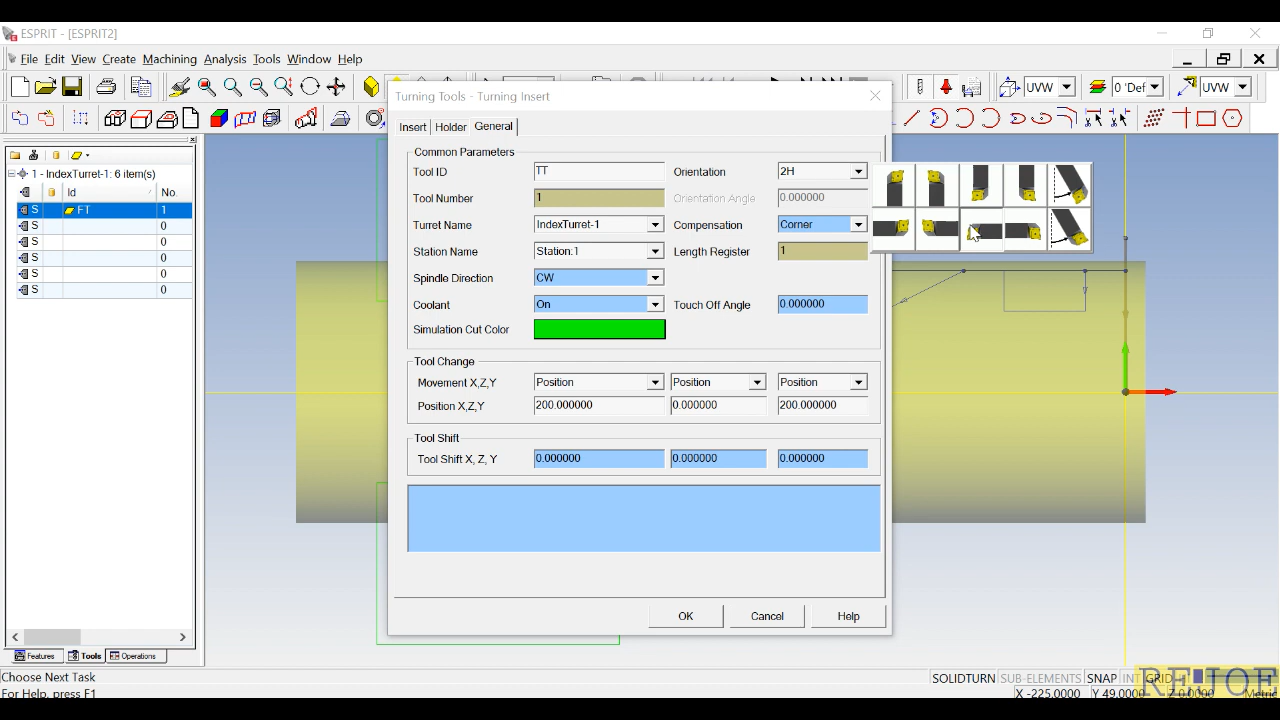 ESPRIT - [ESPRIT2]
File Edit View Create Machining Analysis Tools Window Help
UVW
0 'Def
UVW
Turning Tools - Turning Insert
Insert Holder General
Common Parameters
Tool ID TT Orientation 2H
Tool Number 1 Orientation Angle 0.000000
Turret Name IndexTurret-1 Compensation Corner
Station Name Station:1 Length Register 1
Spindle Direction CW
Coolant On Touch Off Angle 0.000000
Simulation Cut Color
Tool Change
Movement X,Z,Y Position Position Position
Position X,Z,Y 200.000000 0.000000 200.000000
Tool Shift
Tool Shift X, Z, Y 0.000000 0.000000 0.000000
OK Cancel Help
1 - IndexTurret-1: 6 item(s)
Id No.
S FT 1
S 0
S 0
S 0
S 0
S 0
Features Tools Operations
Choose Next Task
SOLIDTURN SUB-ELEMENTS SNAP INT GRID
For Help, press F1
X -225.0000 Y 49.0000 Z 0.0000 Metric